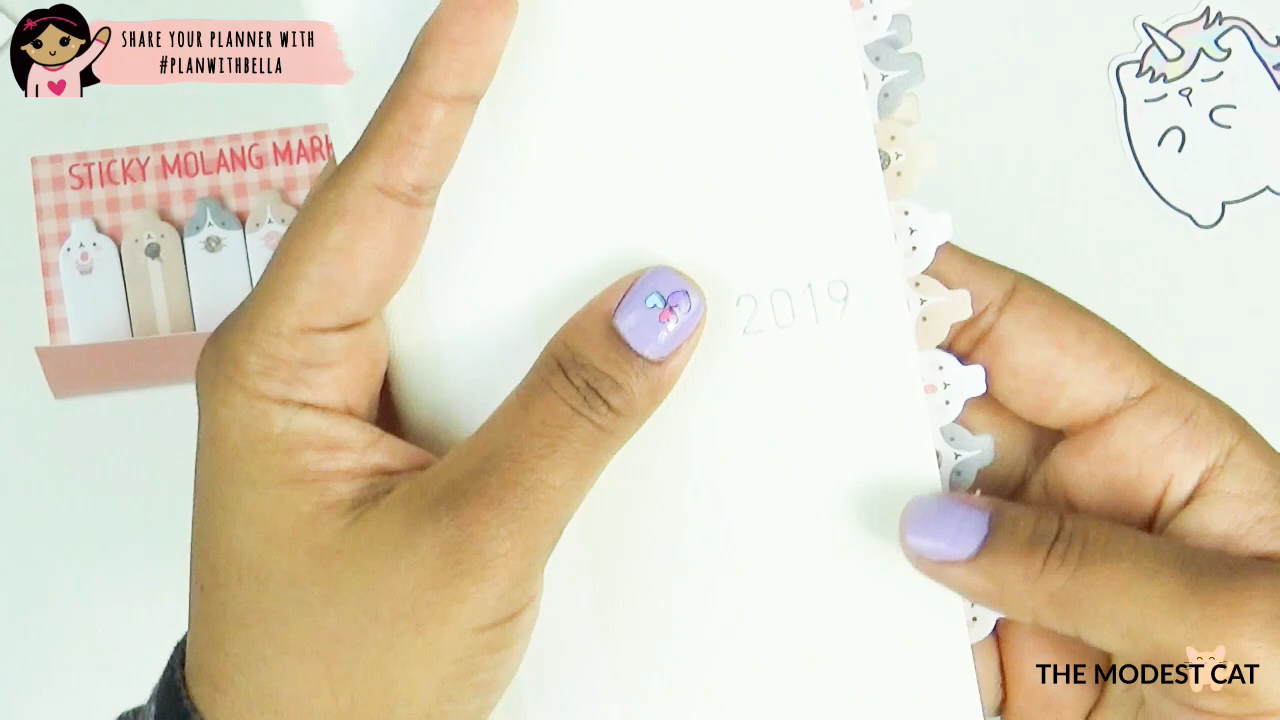 SHARE YOUR PLANNER WITH
#PLANWITHBELLA
STICKY MOLANG MARK
2019
THE MODEST CAT